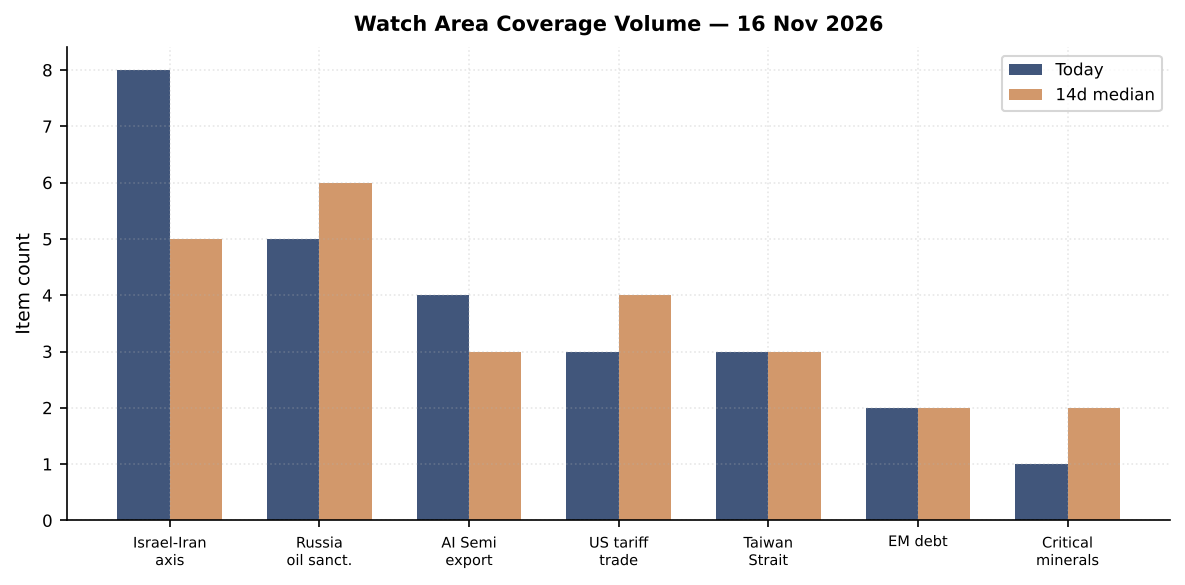 Watch Area Coverage Volume — 16 Nov 2026
Today
14d median
Item count
8
7
6
5
4
3
2
1
0
Israel-Iran
axis
Russia
oil sanct.
AI Semi
export
US tariff
trade
Taiwan
Strait
EM debt
Critical
minerals